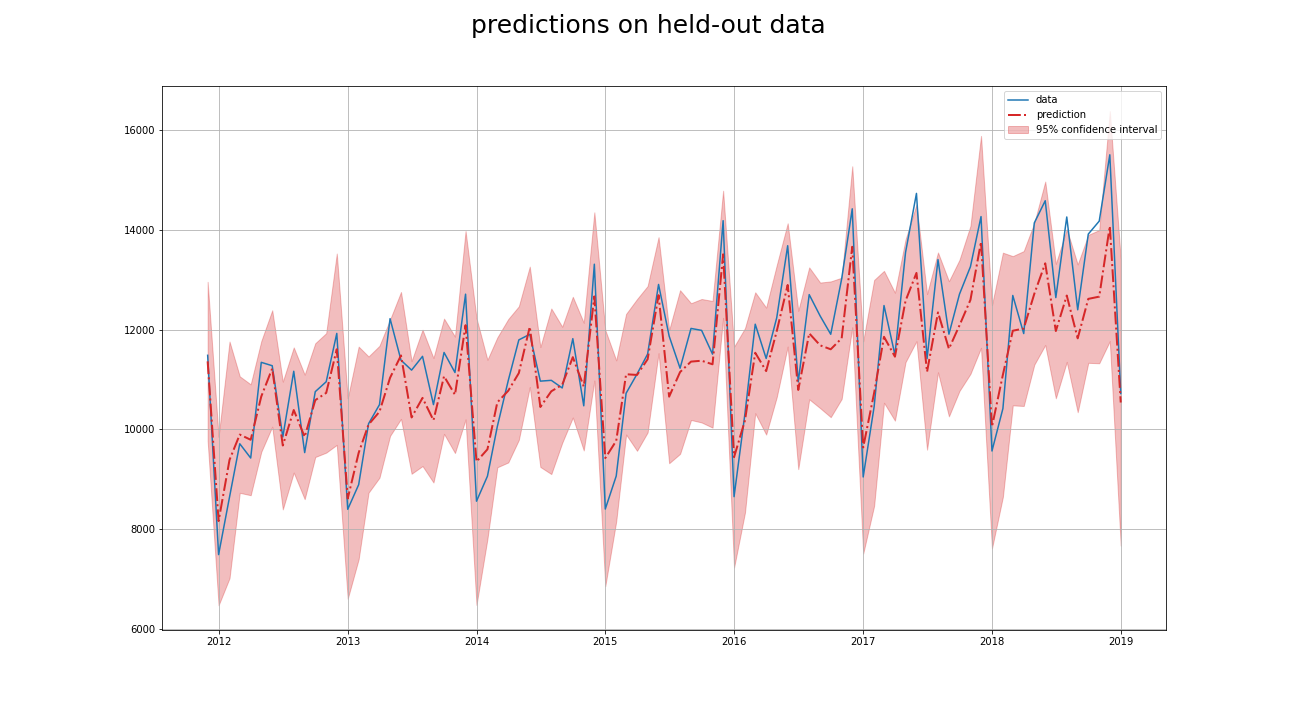 predictions on held-out data
data
prediction
95% confidence interval
16000
14000
12000
10000
8000
6000
2012 2013 2014 2015 2016 2017 2018 2019